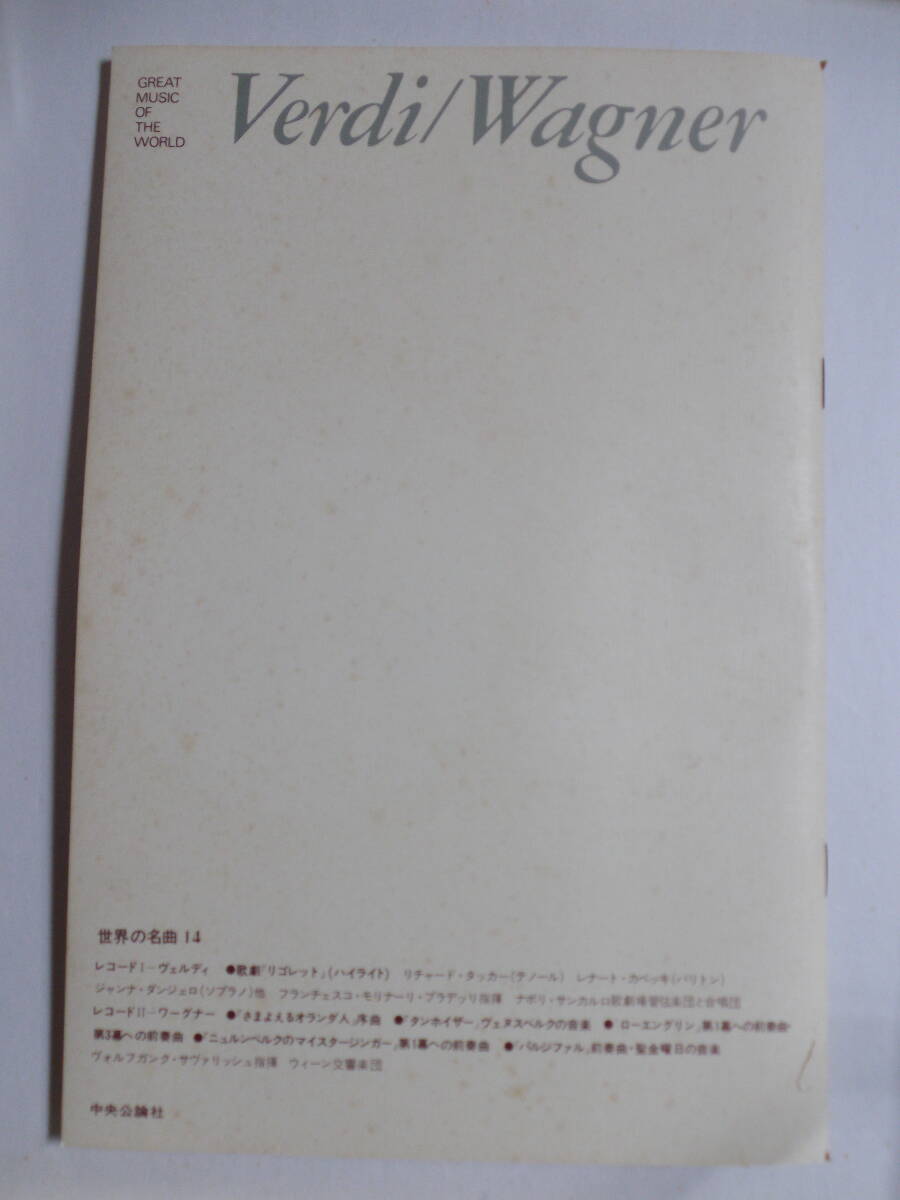 GREAT
MUSIC
OF
THE
WORLD
Verdi/Wagner
世界の名曲 14
レコードI―ヴェルディ ●歌劇「リゴレット」(ハイライト) リチャード・タッカー(テノール) レナート・カペッキ(バリトン)
ジャンナ・ダンジェロ(ソプラノ)他 フランチェスコ・モリナーリ・プラデッリ指揮 ナポリ・サンカルロ歌劇場管弦楽団と合唱団
レコードII―ワーグナー ●「さまよえるオランダ人」序曲 ●「タンホイザー」ヴェヌスベルクの音楽 ●「ローエングリン」第1幕への前奏曲・
第3幕への前奏曲 ●「ニュルンベルクのマイスタージンガー」第1幕への前奏曲 ●「パルジファル」前奏曲・聖金曜日の音楽
ヴォルフガンク・サヴァリッシュ指揮 ウィーン交響楽団
中央公論社